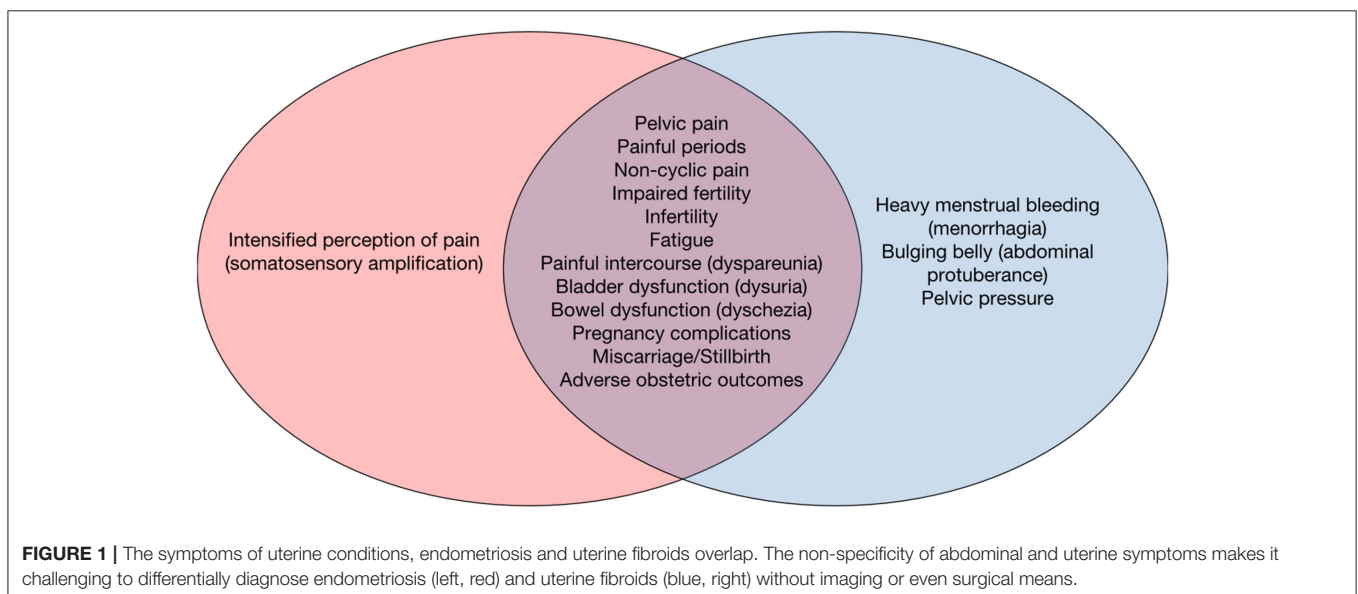 Intensified perception of pain
(somatosensory amplification)
Pelvic pain
Painful periods
Non-cyclic pain
Impaired fertility
Infertility
Fatigue
Painful intercourse (dyspareunia)
Bladder dysfunction (dysuria)
Bowel dysfunction (dyschezia)
Pregnancy complications
Miscarriage/Stillbirth
Adverse obstetric outcomes
Heavy menstrual bleeding
(menorrhagia)
Bulging belly (abdominal
protuberance)
Pelvic pressure
FIGURE 1 | The symptoms of uterine conditions, endometriosis and uterine fibroids overlap. The non-specificity of abdominal and uterine symptoms makes it
challenging to differentially diagnose endometriosis (left, red) and uterine fibroids (blue, right) without imaging or even surgical means.